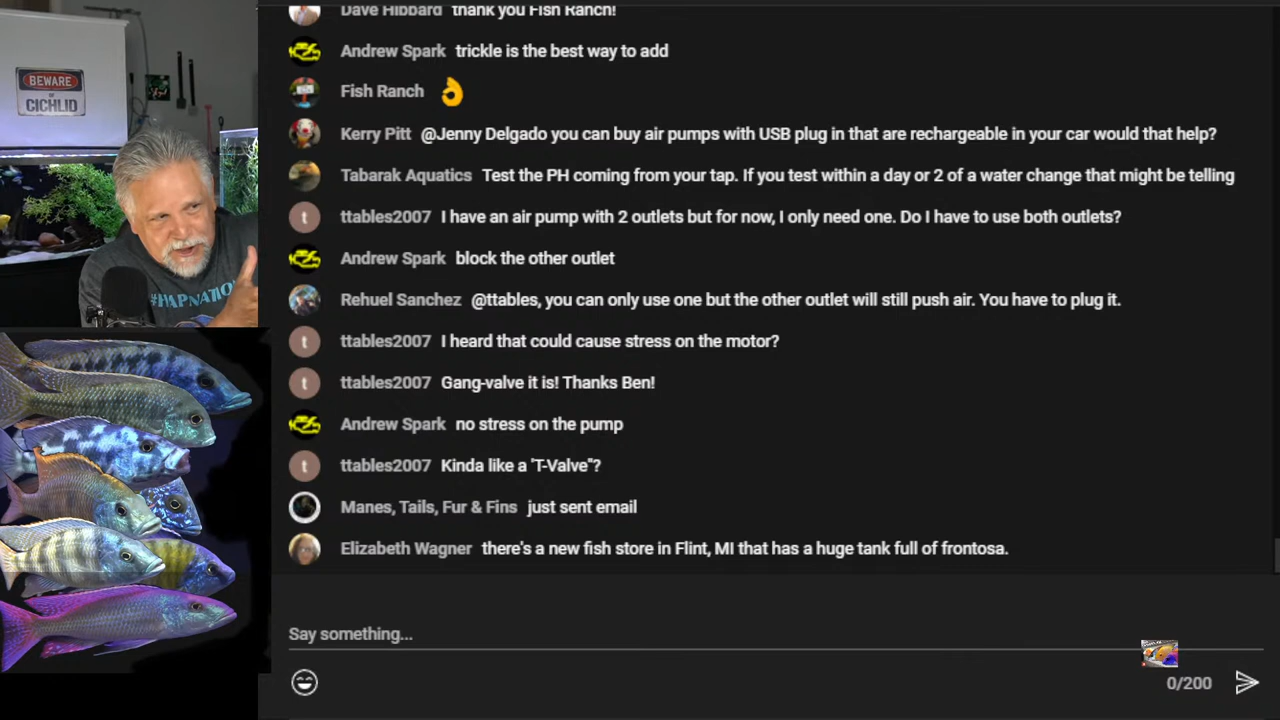 BEWARE
OF
CICHLID
#HAPNATIO
Dave Hibbard thank you Fish Ranch!
Andrew Spark trickle is the best way to add
Fish Ranch 👌
Kerry Pitt @Jenny Delgado you can buy air pumps with USB plug in that are rechargeable in your car would that help?
Tabarak Aquatics Test the PH coming from your tap. If you test within a day or 2 of a water change that might be telling
t ttables2007 I have an air pump with 2 outlets but for now, I only need one. Do I have to use both outlets?
Andrew Spark block the other outlet
Rehuel Sanchez @ttables, you can only use one but the other outlet will still push air. You have to plug it.
t ttables2007 I heard that could cause stress on the motor?
t ttables2007 Gang-valve it is! Thanks Ben!
Andrew Spark no stress on the pump
t ttables2007 Kinda like a "T-Valve"?
Manes, Tails, Fur & Fins just sent email
Elizabeth Wagner there's a new fish store in Flint, MI that has a huge tank full of frontosa.
Say something...
0/200